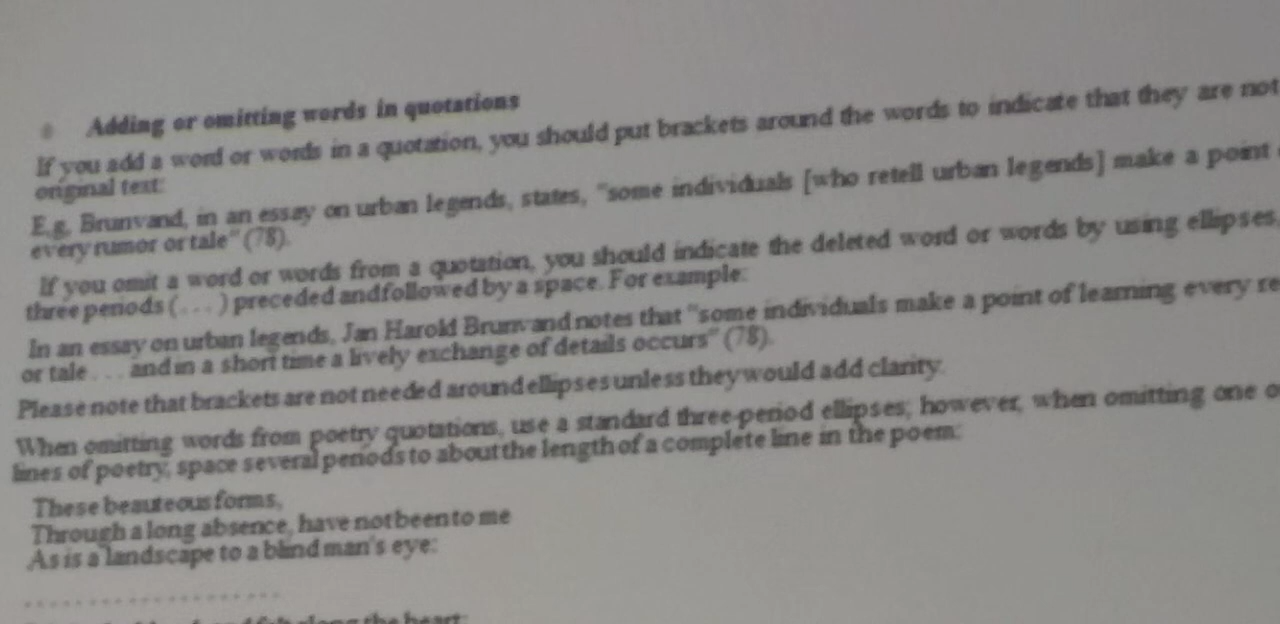 Adding or omitting words in quotations
If you add a word or words in a quotation, you should put brackets around the words to indicate that they are not
original text:
E.g. Brunvand, in an essay on urban legends, states, "some individuals [who retell urban legends] make a point
every rumor or tale" (78).
If you omit a word or words from a quotation, you should indicate the deleted word or words by using ellipses,
three periods (. . . ) preceded and followed by a space. For example:
In an essay on urban legends, Jan Harold Brunvand notes that "some individuals make a point of learning every re
or tale . . . and in a short time a lively exchange of details occurs" (78).
Please note that brackets are not needed around ellipses unless they would add clarity.
When omitting words from poetry quotations, use a standard three-period ellipses; however, when omitting one o
lines of poetry, space several periods to about the length of a complete line in the poem:
These beauteous forms,
Through a long absence, have not been to me
As is a landscape to a blind man's eye:
. . . . . . . . . . . . . . . . . . . .
and felt along the heart;